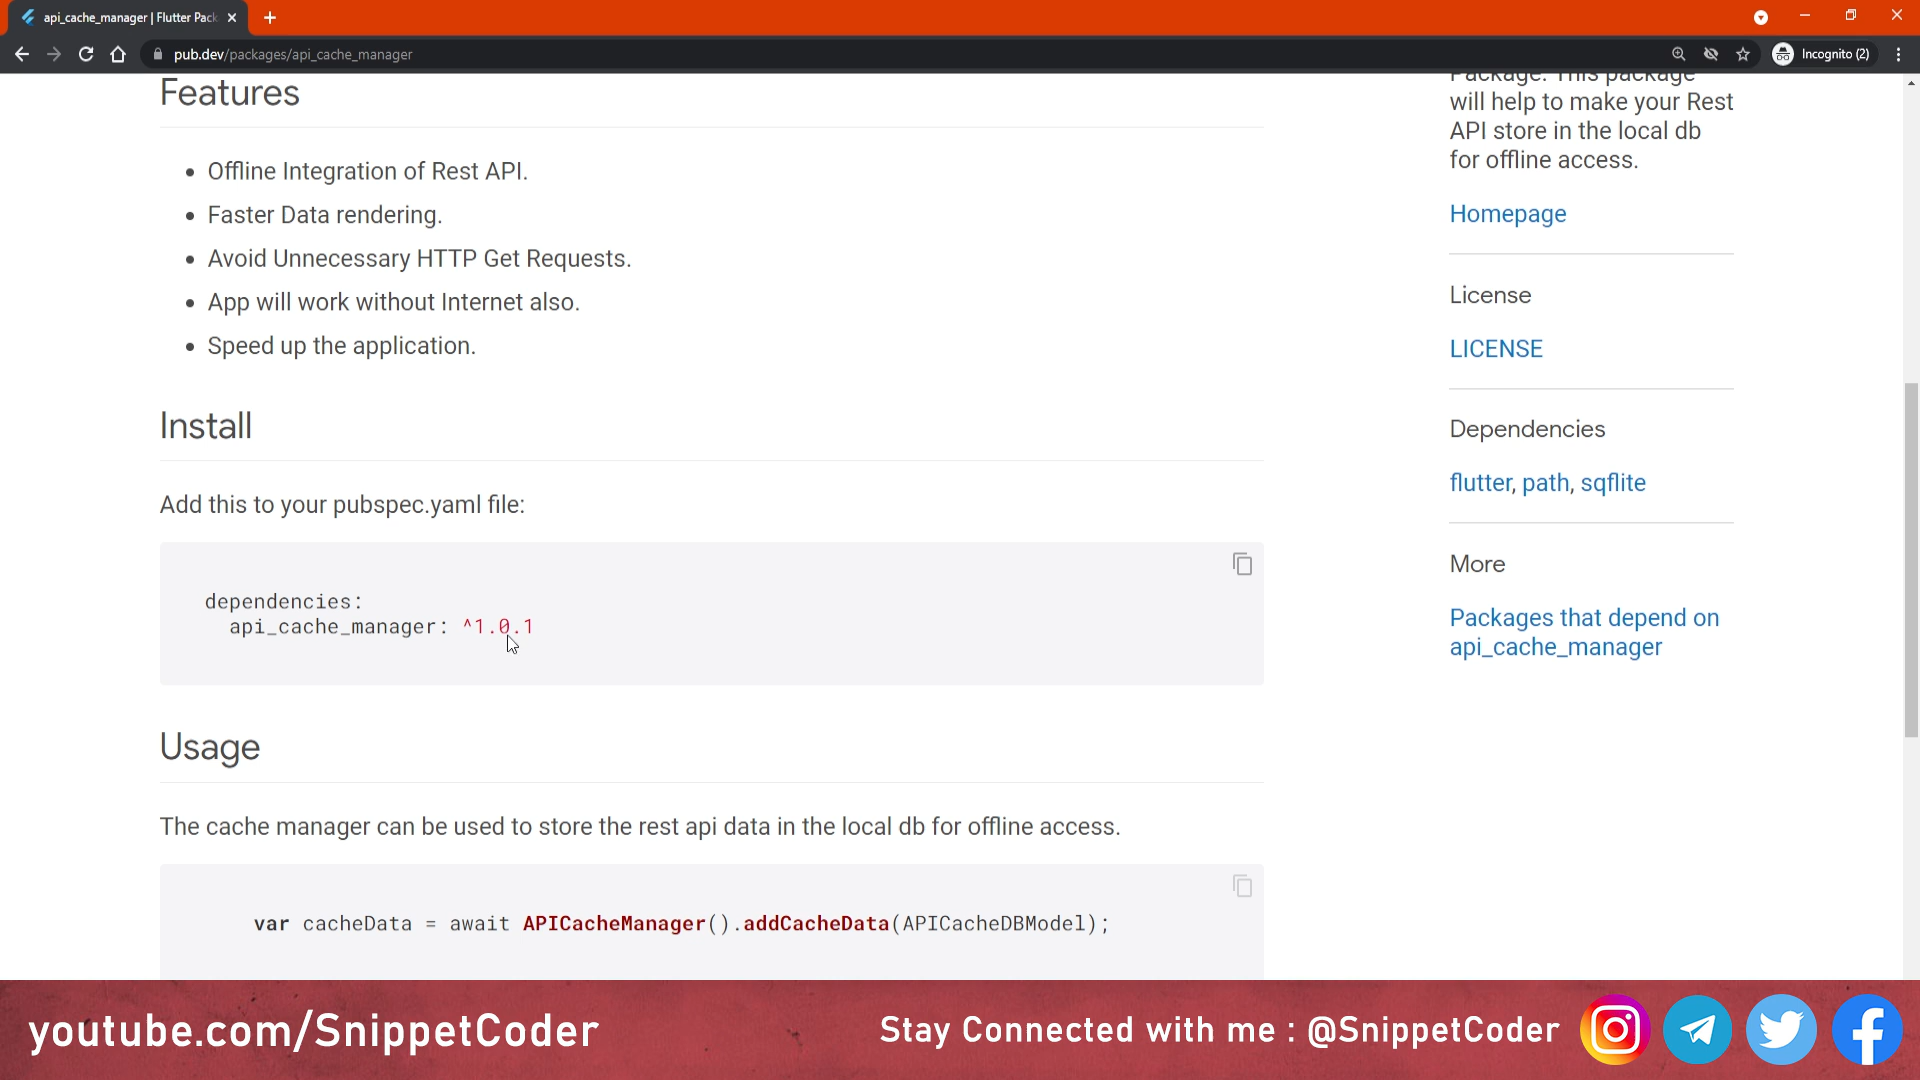 api_cache_manager | Flutter Pack
pub.dev/packages/api_cache_manager
Incognito (2)
Features
Offline Integration of Rest API.
Faster Data rendering.
Avoid Unnecessary HTTP Get Requests.
App will work without Internet also.
Speed up the application.
Install
Add this to your pubspec.yaml file:
dependencies:
api_cache_manager: ^1.0.1
Usage
The cache manager can be used to store the rest api data in the local db for offline access.
var cacheData = await APICacheManager().addCacheData(APICacheDBModel);
Package. This package
will help to make your Rest
API store in the local db
for offline access.
Homepage
License
LICENSE
Dependencies
flutter, path, sqflite
More
Packages that depend on
api_cache_manager
youtube.com/SnippetCoder
Stay Connected with me : @SnippetCoder